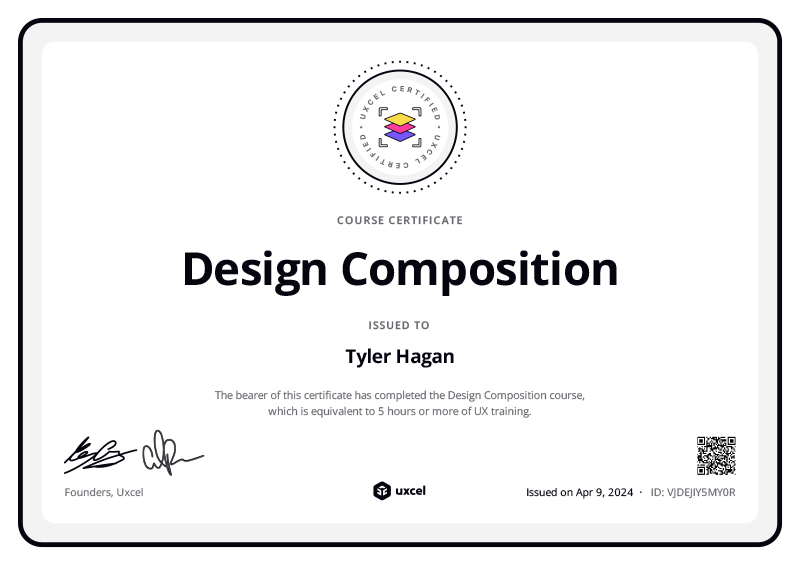 UXCEL CERTIFIED • UXCEL CERTIFIED •
COURSE CERTIFICATE
Design Composition
ISSUED TO
Tyler Hagan
The bearer of this certificate has completed the Design Composition course,
which is equivalent to 5 hours or more of UX training.
Founders, Uxcel
uxcel
Issued on Apr 9, 2024 · ID: VJDEJIY5MY0R